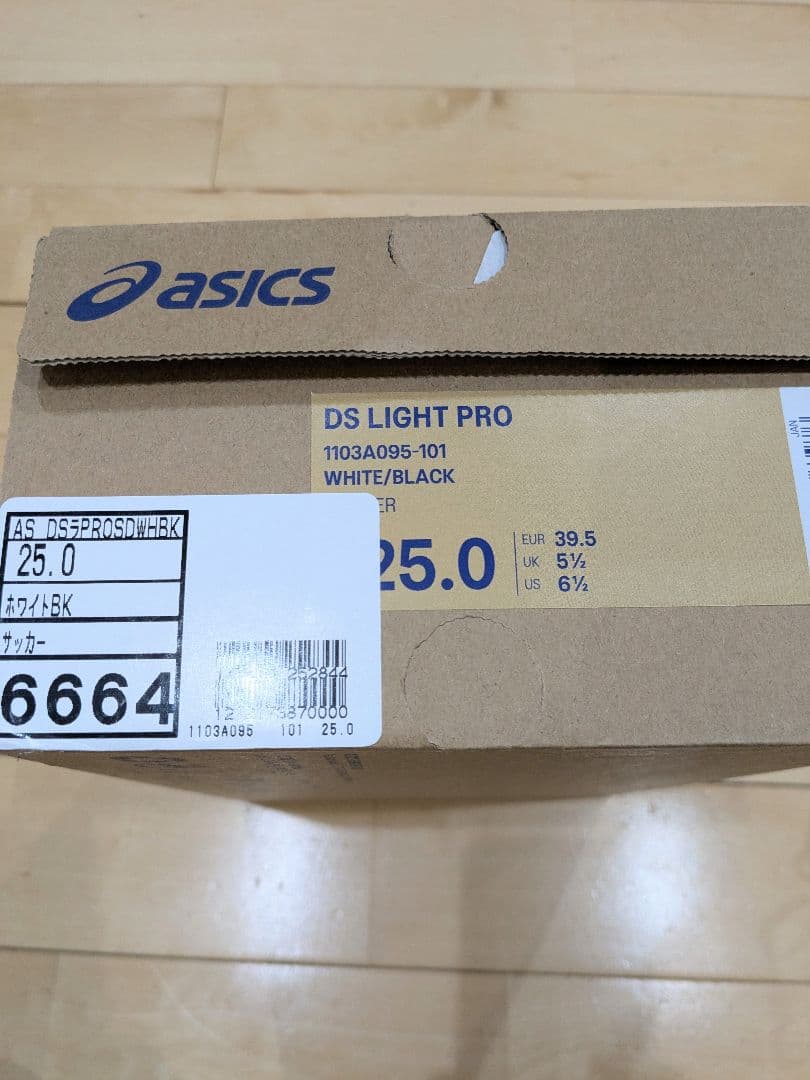 asics
DS LIGHT PRO
1103A095-101
WHITE/BLACK
ER
25.0
EUR 39.5
UK 5½
US 6½
JAN
AS DSラPROSDWHBK
25.0
ホワイトBK
サッカー
6664
1103A095 101 25.0